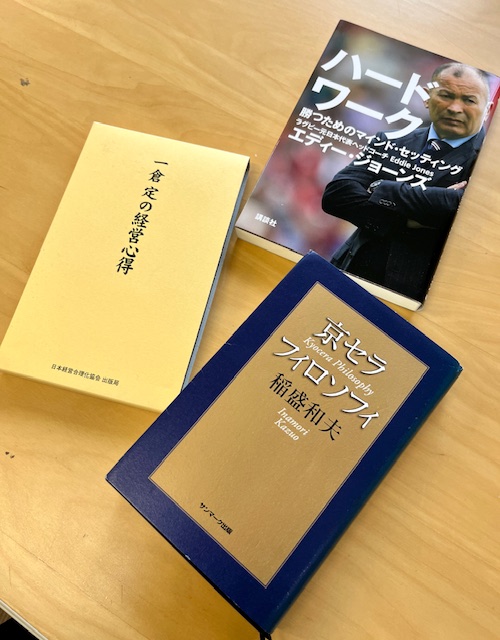 ハード
ワーク
勝つためのマインド・セッティング
ラグビー元日本代表ヘッドコーチ Eddie Jones
エディー・ジョーンズ
講談社
一倉定の経営心得
日本経営合理化協会 出版局
京セラ
Kyocera Philosophy
フィロソフィ
稲盛和夫
Inamori
Kazuo
サンマーク出版